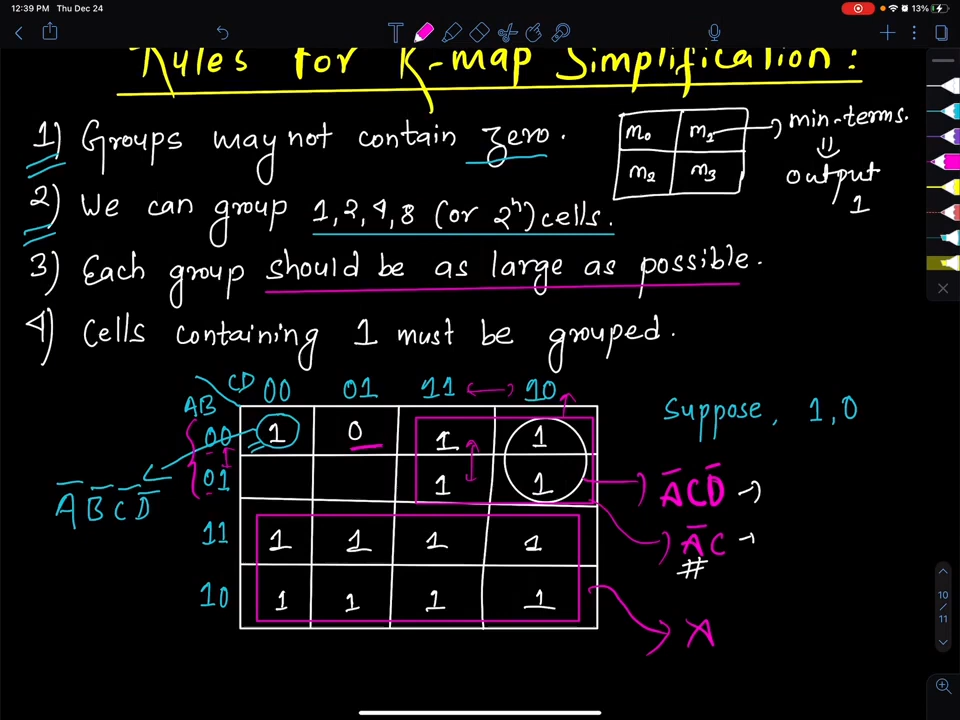 12:39 PM Thu Dec 24
13%
Rules for K-map Simplification:
1) Groups may not contain zero.
m₀ m₁
m₂ m₃
min-terms.
output
1
2) We can group 1,2,4,8 (or 2ⁿ) cells.
3) Each group should be as large as possible.
4) Cells containing 1 must be grouped.
CD 00 01 11 10
AB
00 1 0 1 1
01 1 1
11 1 1 1 1
10 1 1 1 1
Suppose, 1,0
A̅ B̅ C̅ D̅
A̅CD̅
A̅C
#
A
10
/
11